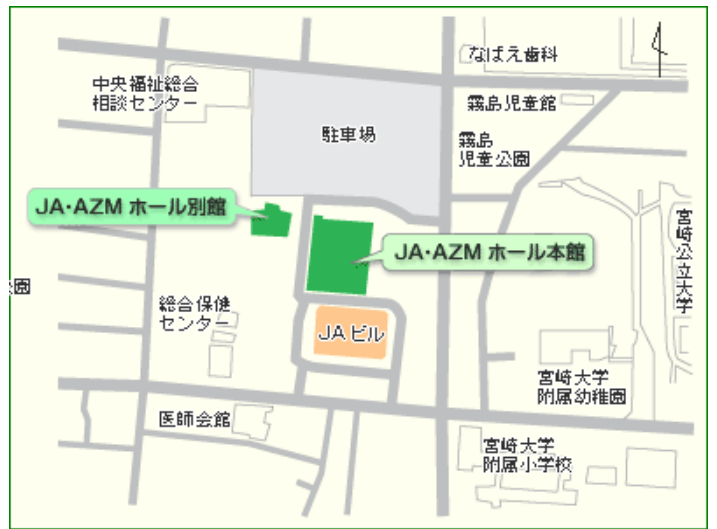 なばえ歯科
中央福祉総合
相談センター
霧島児童館
駐車場
霧島
児童公園
JA・AZM ホール別館
宮崎公立大学
JA・AZM ホール本館
園
総合保健
センター
JA ビル
宮崎大学
附属幼稚園
医師会館
宮崎大学
附属小学校